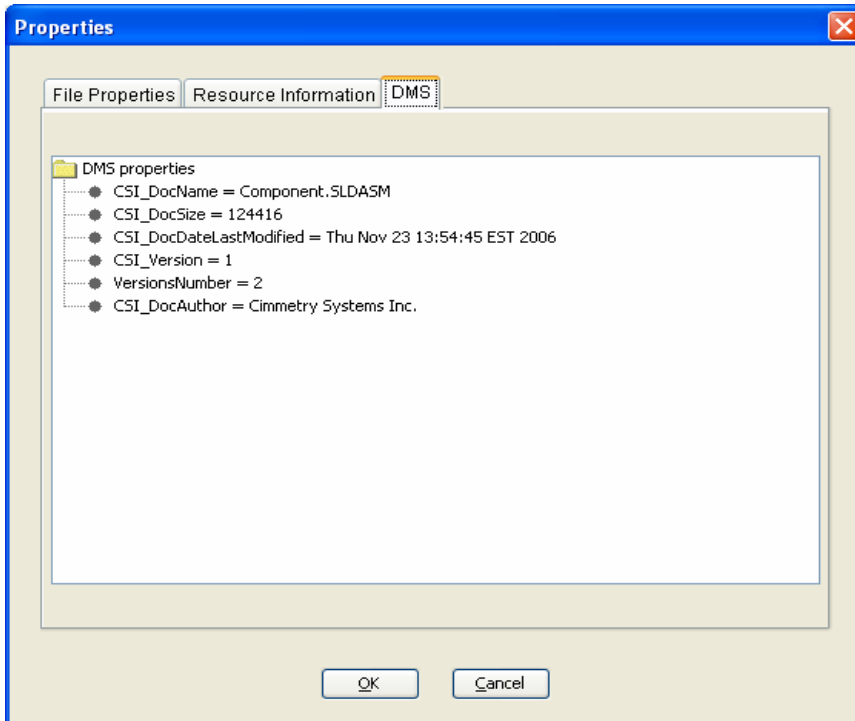 Properties
File Properties Resource Information DMS
DMS properties
CSI_DocName = Component.SLDASM
CSI_DocSize = 124416
CSI_DocDateLastModified = Thu Nov 23 13:54:45 EST 2006
CSI_Version = 1
VersionsNumber = 2
CSI_DocAuthor = Cimmetry Systems Inc.
OK Cancel